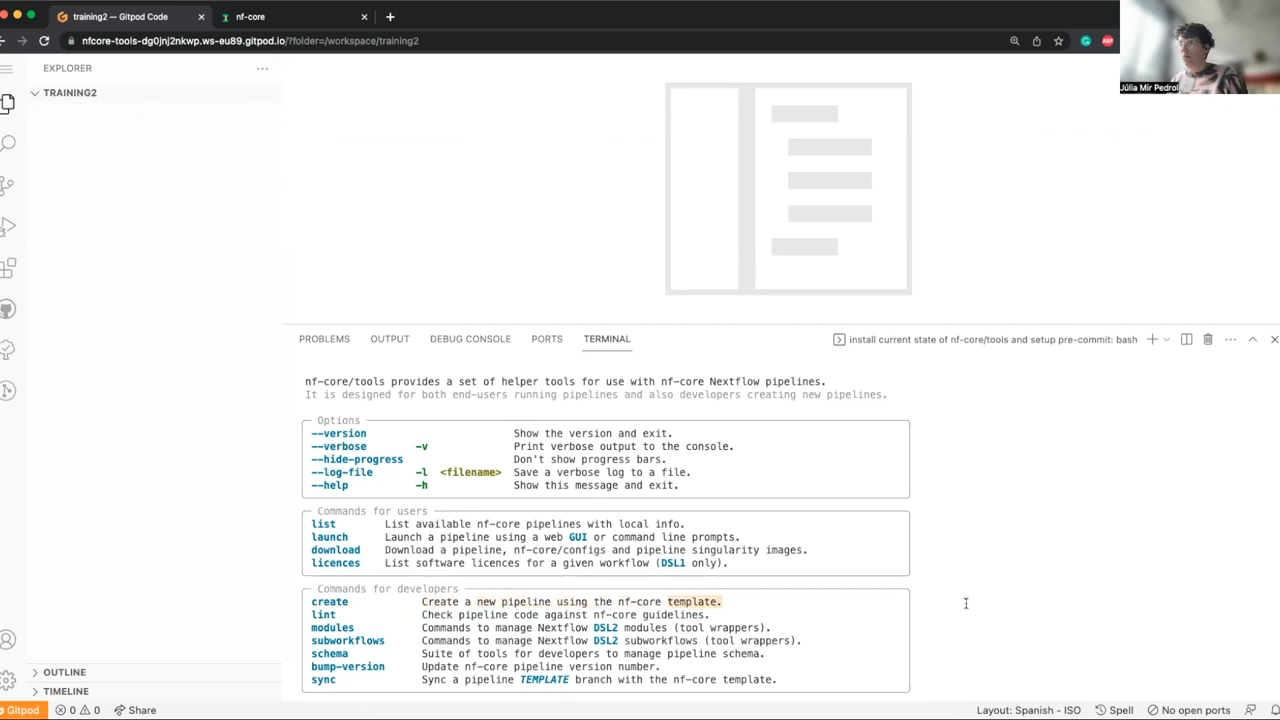 training2 — Gitpod Code
nf-core
nfcore-tools-dg0jnj2nkwp.ws-eu89.gitpod.io/?folder=/workspace/training2
ABP
Júlia Mir Pedrol
EXPLORER
TRAINING2
PROBLEMS OUTPUT DEBUG CONSOLE PORTS TERMINAL
install current state of nf-core/tools and setup pre-commit: bash
nf-core/tools provides a set of helper tools for use with nf-core Nextflow pipelines.
It is designed for both end-users running pipelines and also developers creating new pipelines.
Options
--version Show the version and exit.
--verbose -v Print verbose output to the console.
--hide-progress Don't show progress bars.
--log-file -l <filename> Save a verbose log to a file.
--help -h Show this message and exit.
Commands for users
list List available nf-core pipelines with local info.
launch Launch a pipeline using a web GUI or command line prompts.
download Download a pipeline, nf-core/configs and pipeline singularity images.
licences List software licences for a given workflow (DSL1 only).
Commands for developers
create Create a new pipeline using the nf-core template.
lint Check pipeline code against nf-core guidelines.
modules Commands to manage Nextflow DSL2 modules (tool wrappers).
subworkflows Commands to manage Nextflow DSL2 subworkflows (tool wrappers).
schema Suite of tools for developers to manage pipeline schema.
bump-version Update nf-core pipeline version number.
sync Sync a pipeline TEMPLATE branch with the nf-core template.
OUTLINE
TIMELINE
Gitpod 0 0 Share Layout: Spanish - ISO Spell No open ports